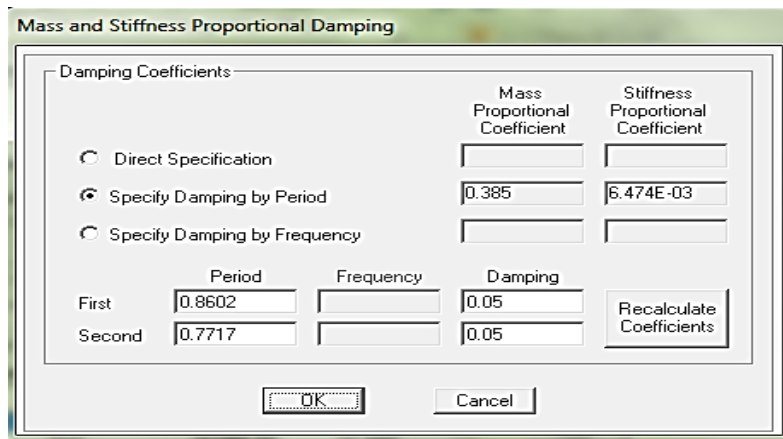 Mass and Stiffness Proportional Damping
Damping Coefficients
Mass Proportional Coefficient
Stiffness Proportional Coefficient
Direct Specification
Specify Damping by Period
0.385
6.474E-03
Specify Damping by Frequency
Period
Frequency
Damping
First
0.8602
0.05
Second
0.7717
0.05
Recalculate Coefficients
OK
Cancel